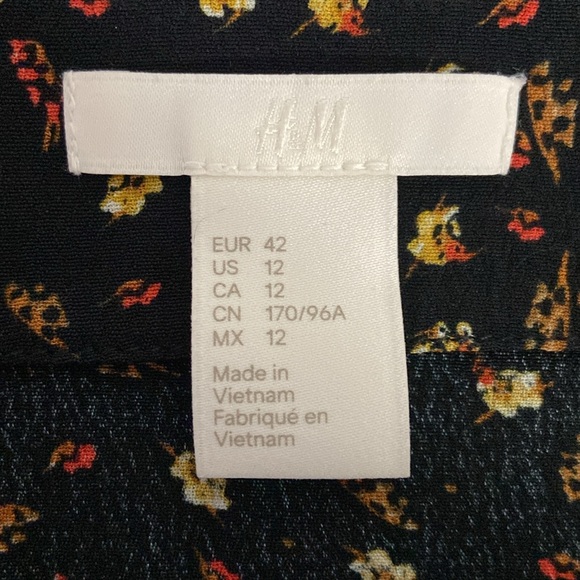 H&M
EUR 42
US 12
CA 12
CN 170/96A
MX 12
Made in
Vietnam
Fabriqué en
Vietnam